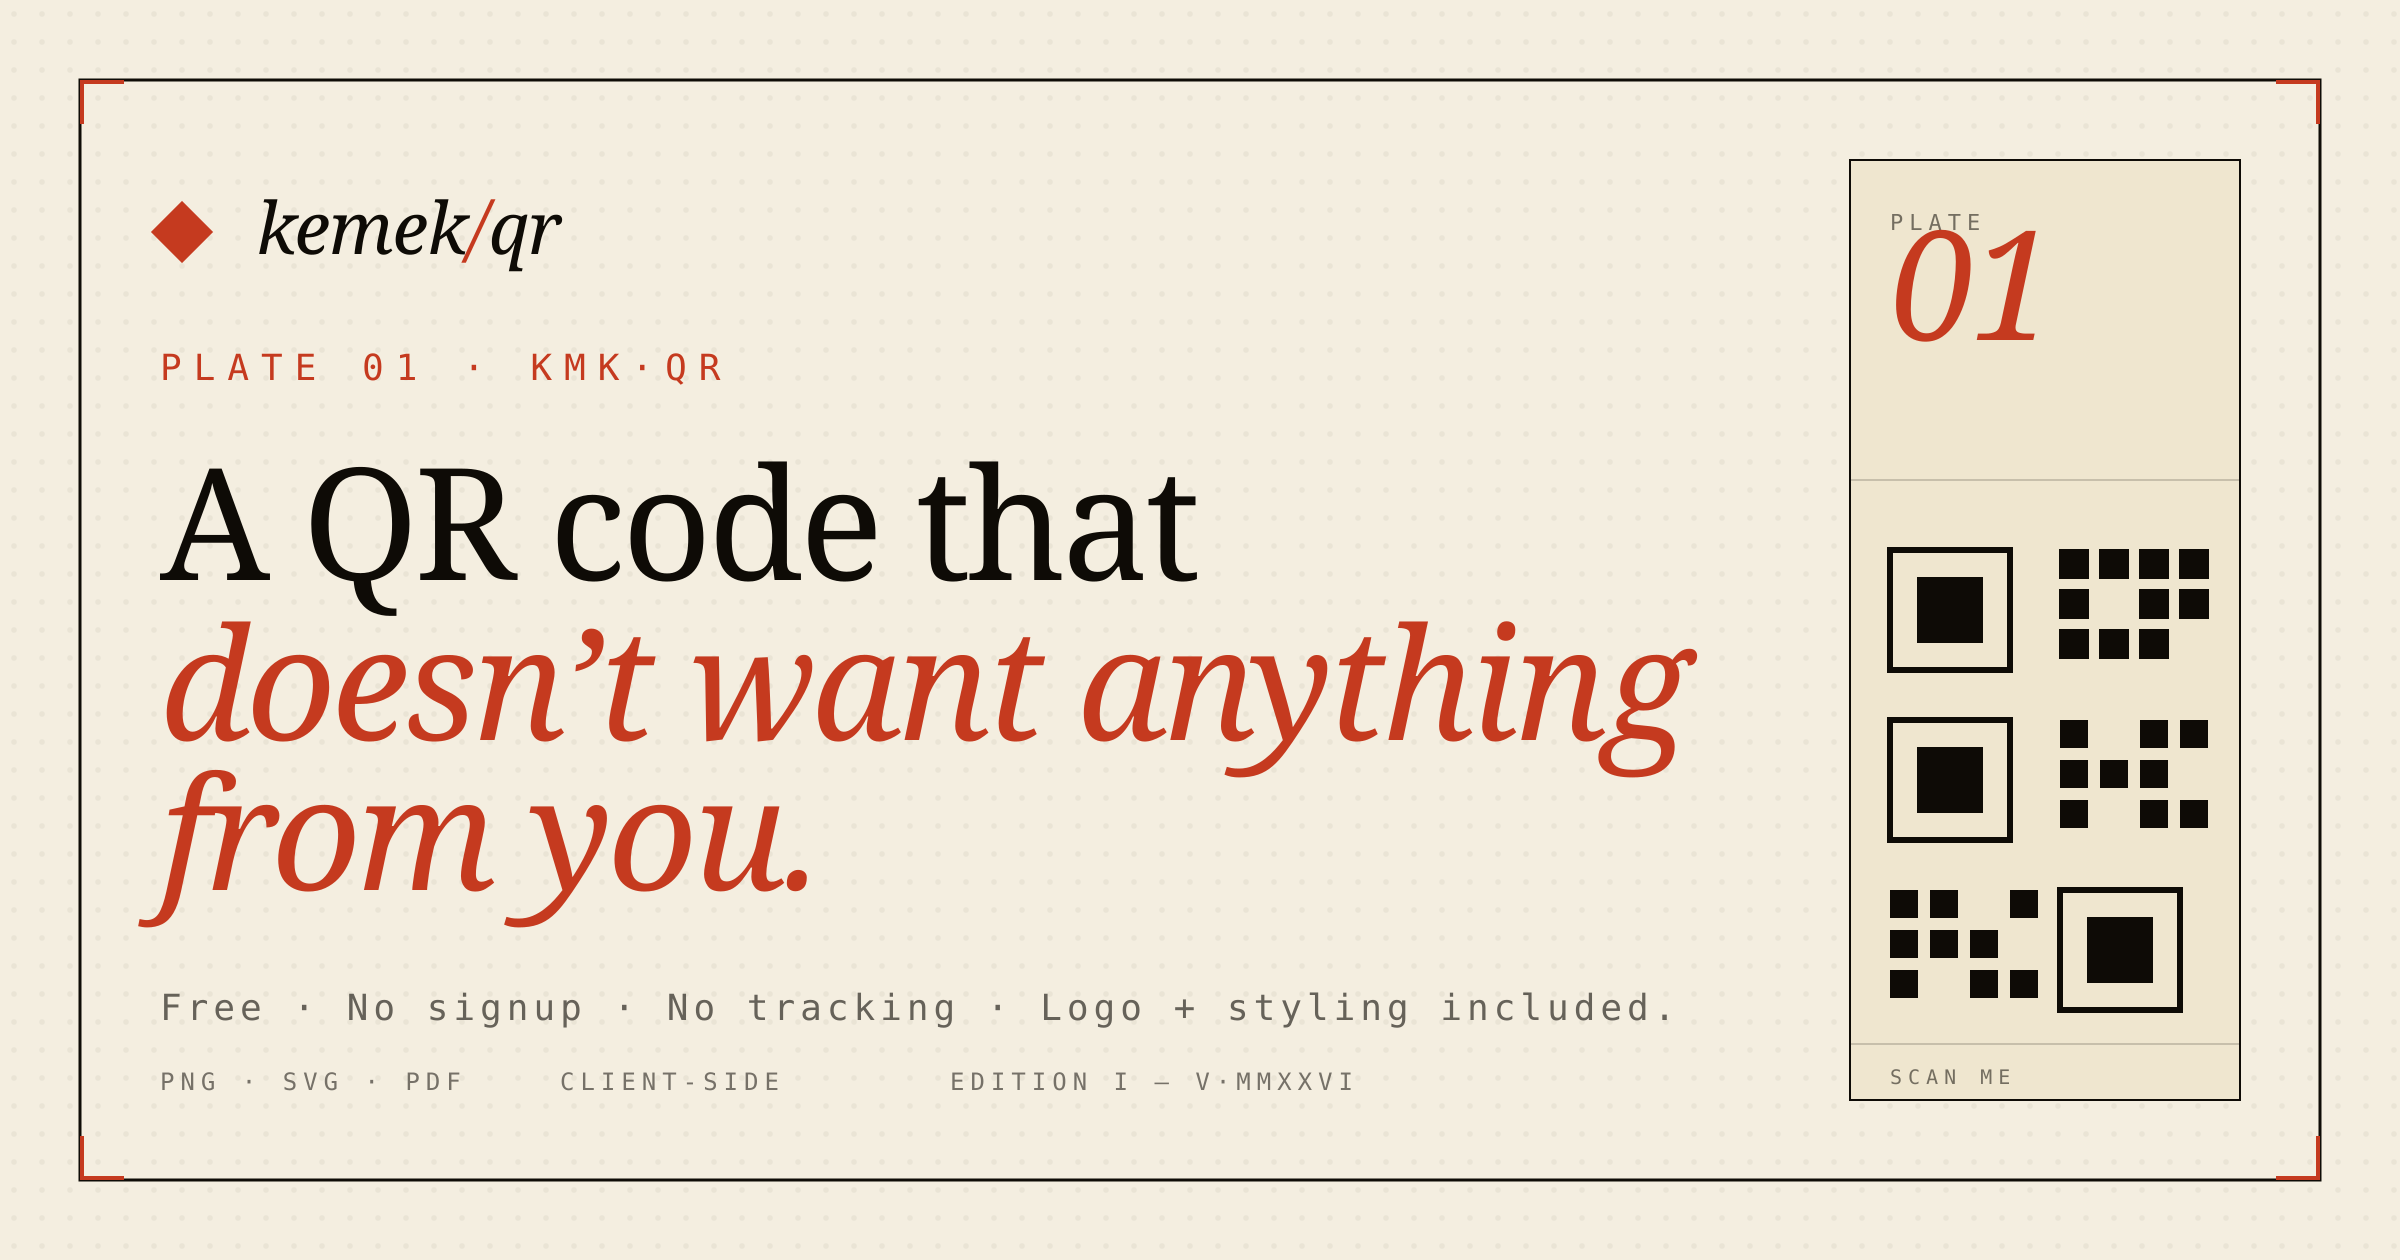 kemek/qr
PLATE 01 · KMK·QR
A QR code that
doesn’t want anything
from you.
Free · No signup · No tracking · Logo + styling included.
PNG · SVG · PDF CLIENT-SIDE EDITION I — V·MMXXVI
PLATE
01
SCAN ME